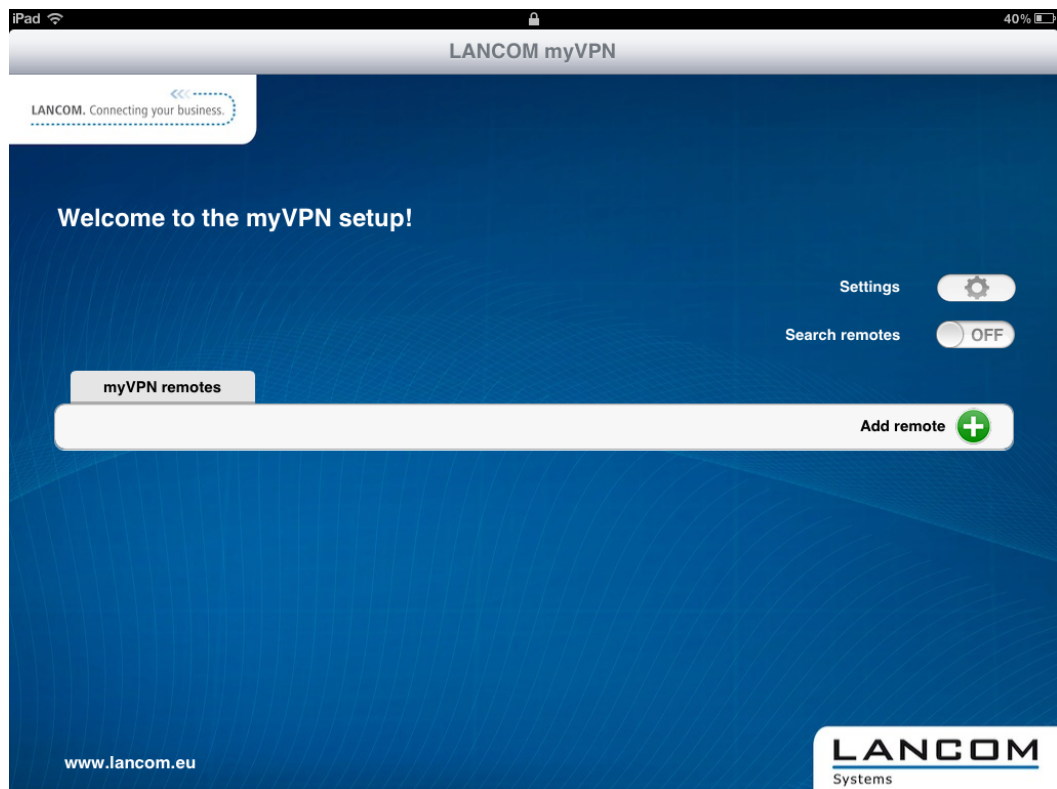 iPad 40%
LANCOM myVPN
LANCOM. Connecting your business.
Welcome to the myVPN setup!
Settings
Search remotes OFF
myVPN remotes
Add remote
www.lancom.eu
LANCOM
Systems